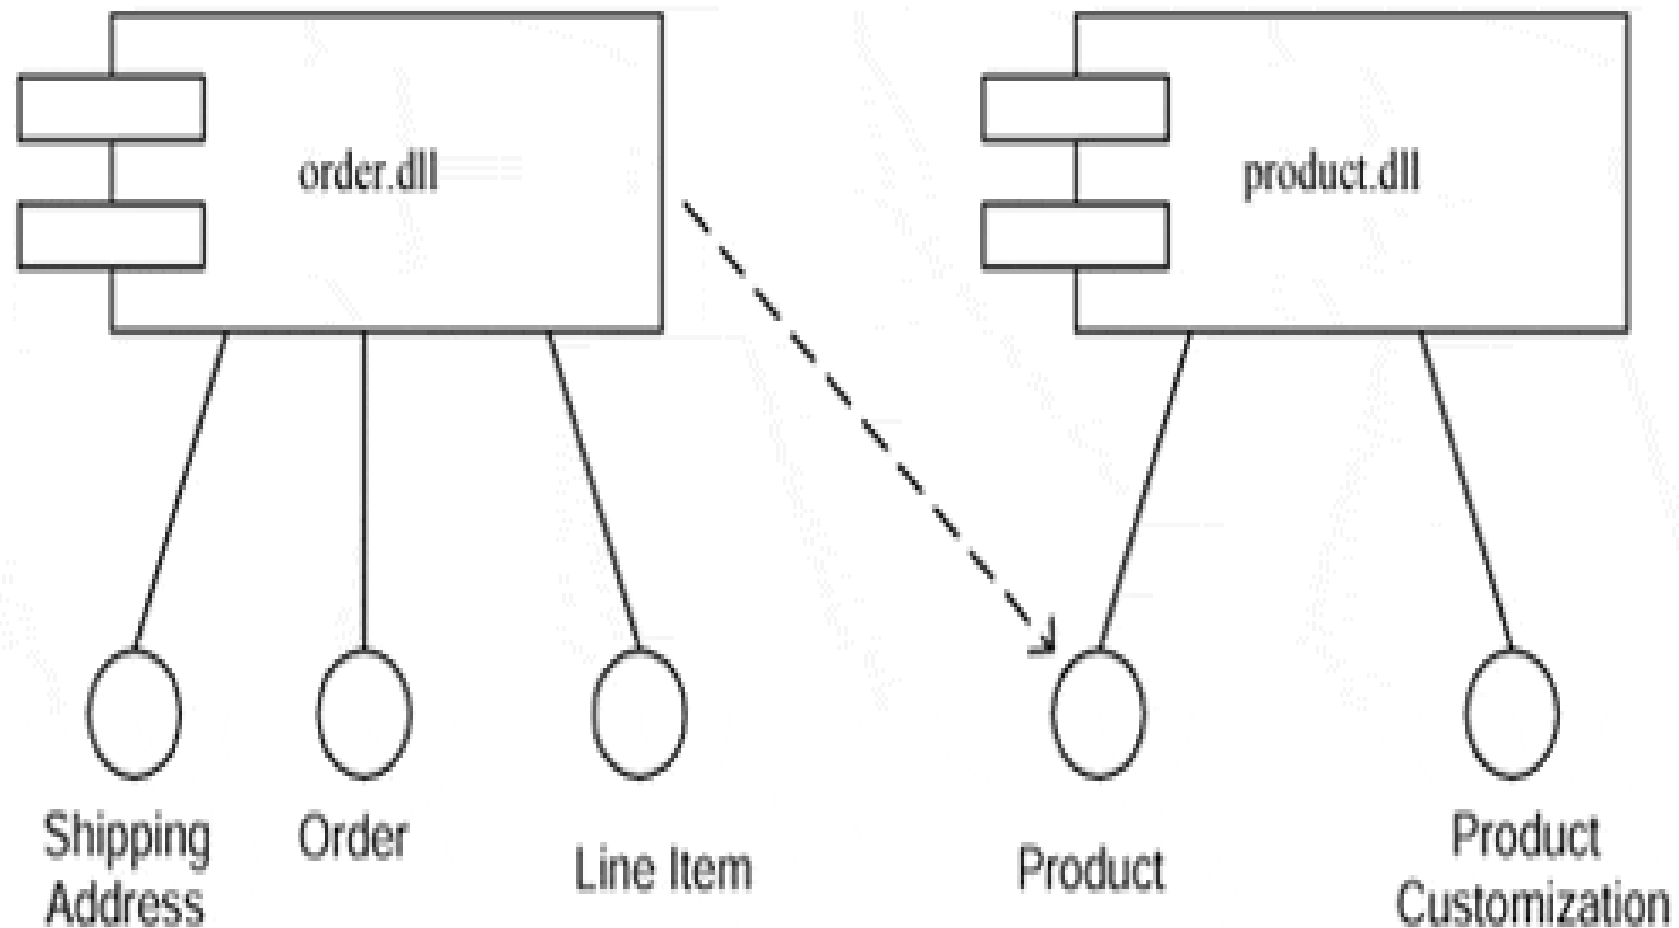 order.dll
product.dll
Shipping
Address
Order
Line Item
Product
Product
Customization